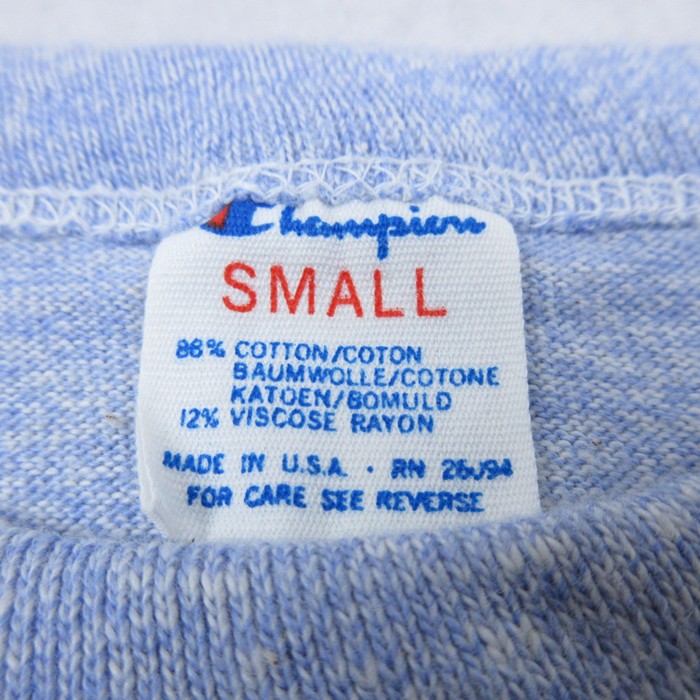 Champion
SMALL
88% COTTON/COTON
BAUMWOLLE/COTONE
KATOEN/BOMULD
12% VISCOSE RAYON
MADE IN U.S.A. · RN 26094
FOR CARE SEE REVERSE